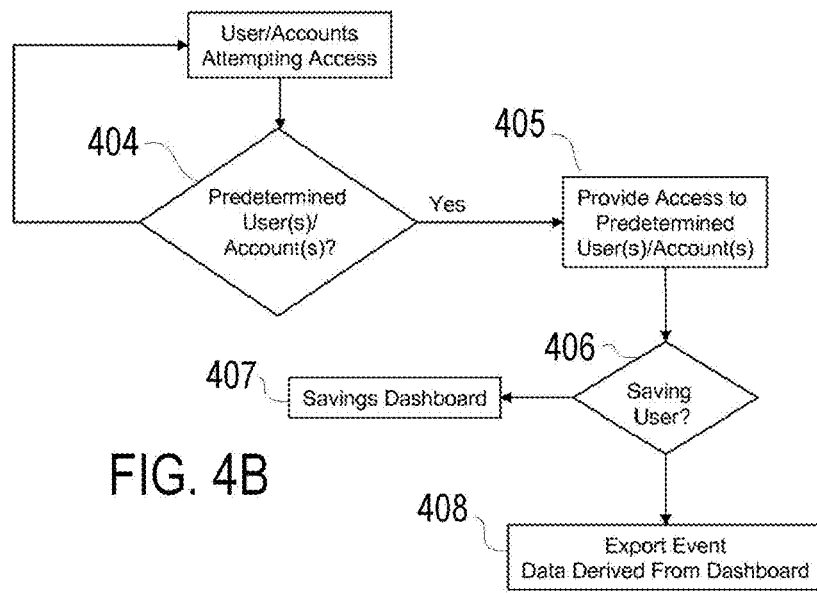 User/Accounts
Attempting Access
404
Predetermined
User(s)/
Account(s)?
Yes
405
Provide Access to
Predetermined
User(s)/Account(s)
406
Saving
User?
407
Savings Dashboard
FIG. 4B
408
Export Event
Data Derived From Dashboard